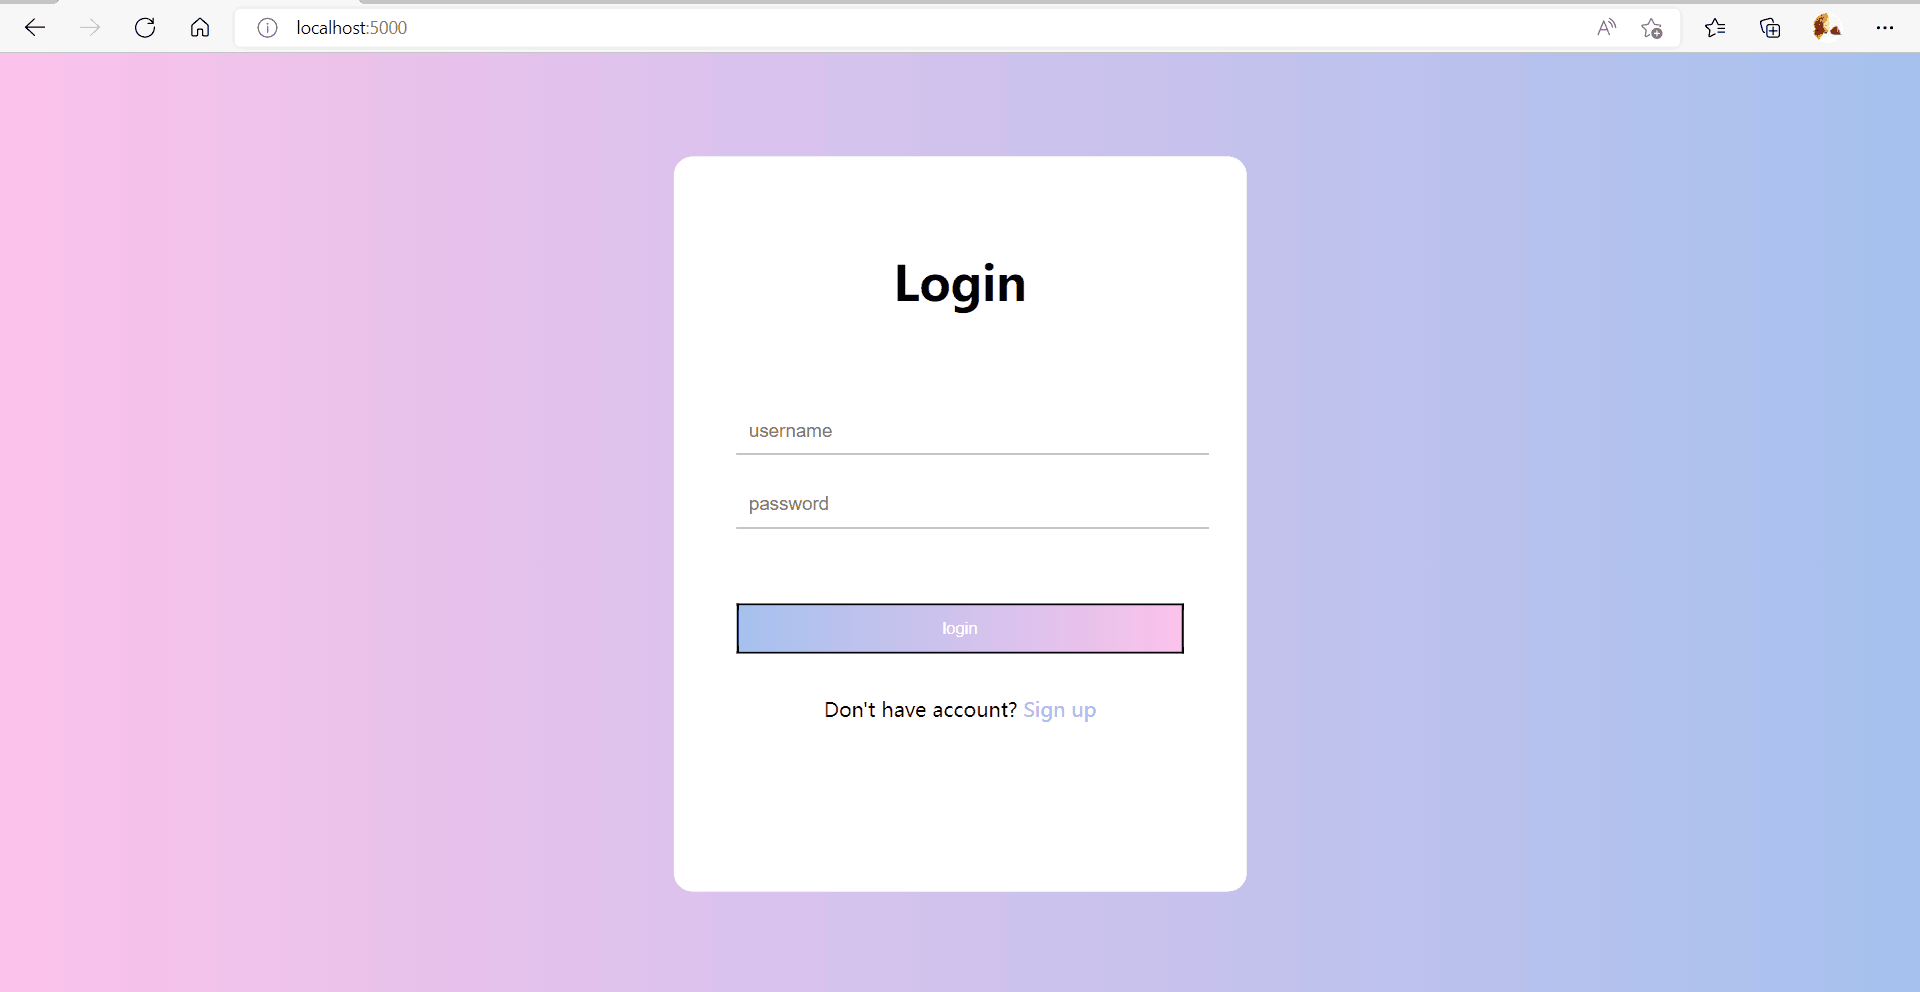 localhost:5000
Login
username
password
login
Don't have account? Sign up